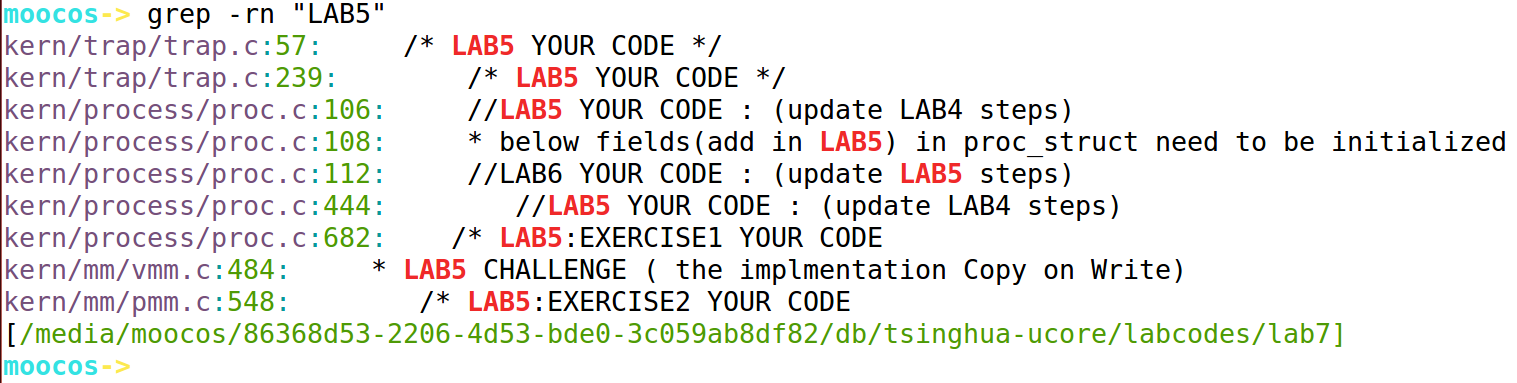 moocos-> grep -rn "LAB5"
kern/trap/trap.c:57:     /* LAB5 YOUR CODE */
kern/trap/trap.c:239:        /* LAB5 YOUR CODE */
kern/process/proc.c:106:     //LAB5 YOUR CODE : (update LAB4 steps)
kern/process/proc.c:108:     * below fields(add in LAB5) in proc_struct need to be initialized
kern/process/proc.c:112:     //LAB6 YOUR CODE : (update LAB5 steps)
kern/process/proc.c:444:        //LAB5 YOUR CODE : (update LAB4 steps)
kern/process/proc.c:682:    /* LAB5:EXERCISE1 YOUR CODE
kern/mm/vmm.c:484:     * LAB5 CHALLENGE ( the implmentation Copy on Write)
kern/mm/pmm.c:548:        /* LAB5:EXERCISE2 YOUR CODE
[/media/moocos/86368d53-2206-4d53-bde0-3c059ab8df82/db/tsinghua-ucore/labcodes/lab7]
moocos->